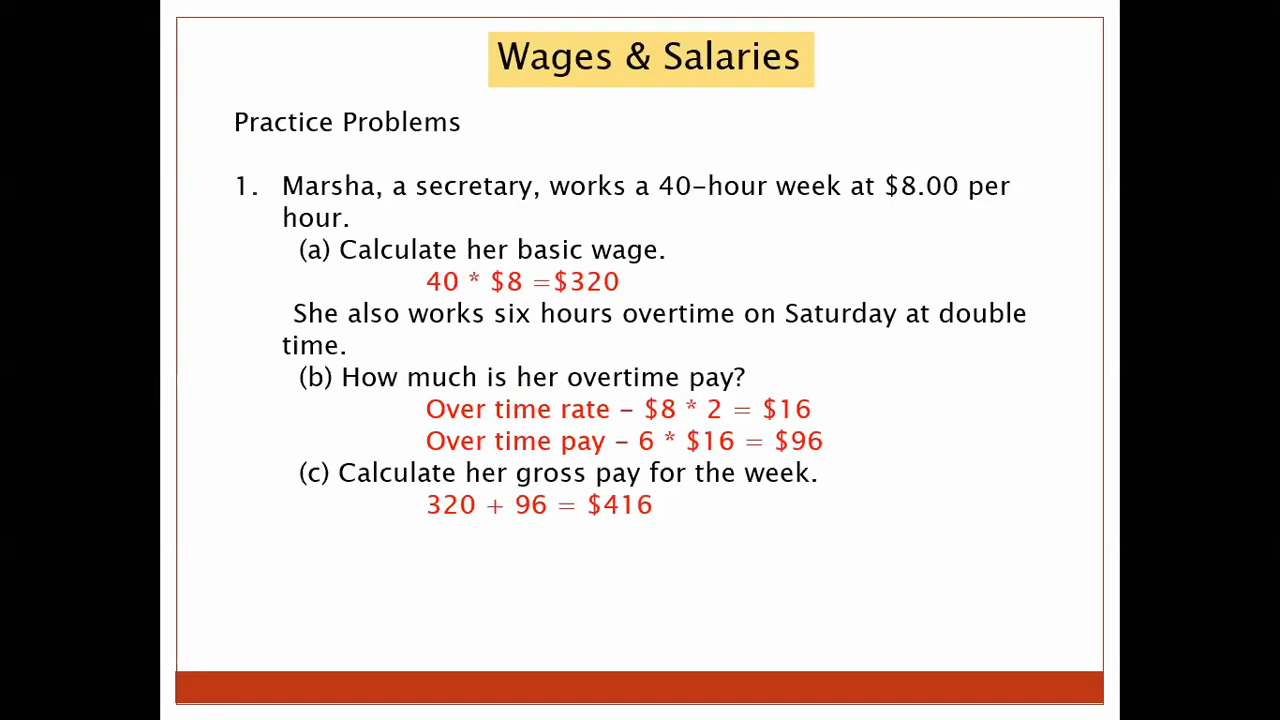 Wages & Salaries
Practice Problems
1. Marsha, a secretary, works a 40-hour week at $8.00 per
hour.
(a) Calculate her basic wage.
40 * $8 =$320
She also works six hours overtime on Saturday at double
time.
(b) How much is her overtime pay?
Over time rate – $8 * 2 = $16
Over time pay – 6 * $16 = $96
(c) Calculate her gross pay for the week.
320 + 96 = $416